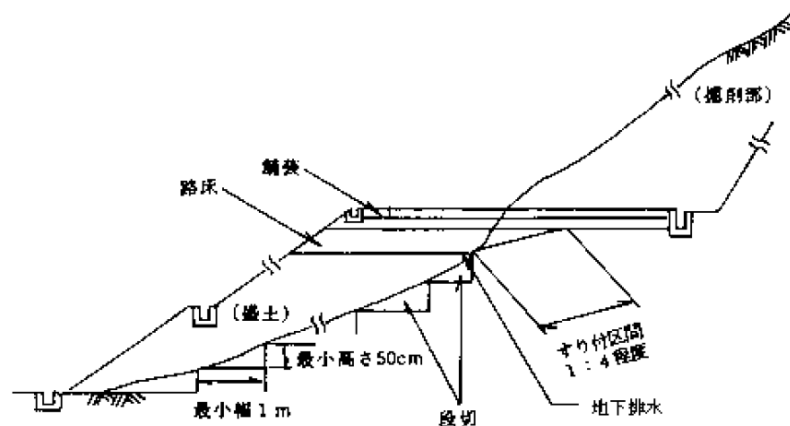 (掘削部)
舗装
路床
(盛土)
最小高さ50cm
最小幅1m
すり付区間
1:4程度
段切
地下排水